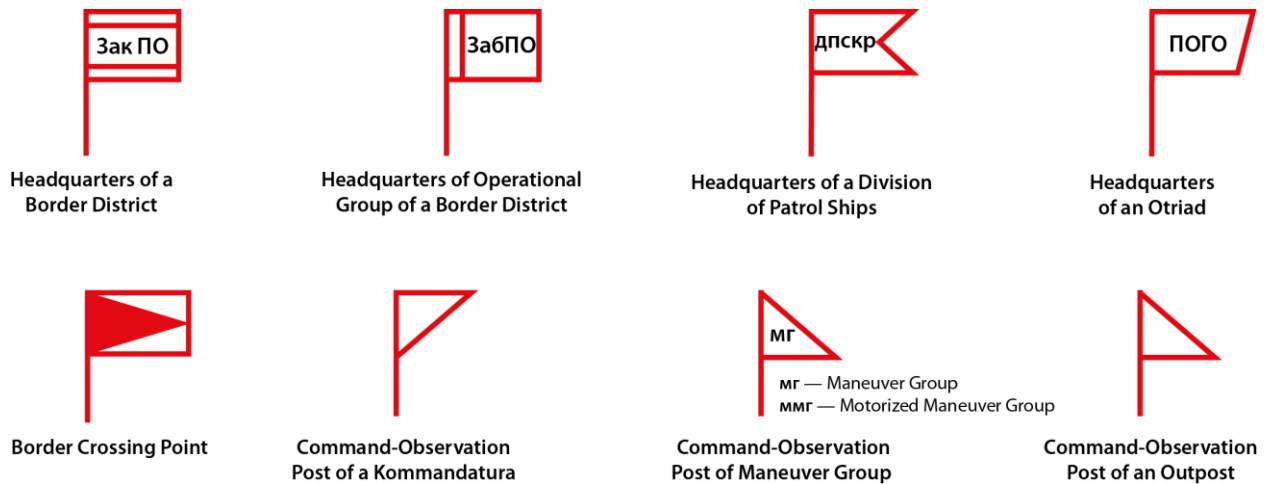 Зак ПО
ЗабПО
дпскр
ПОГО
Headquarters of a
Border District
Headquarters of Operational
Group of a Border District
Headquarters of a Division
of Patrol Ships
Headquarters
of an Otriad
мг
мг — Maneuver Group
ммг — Motorized Maneuver Group
Border Crossing Point
Command-Observation
Post of a Kommandatura
Command-Observation
Post of Maneuver Group
Command-Observation
Post of an Outpost